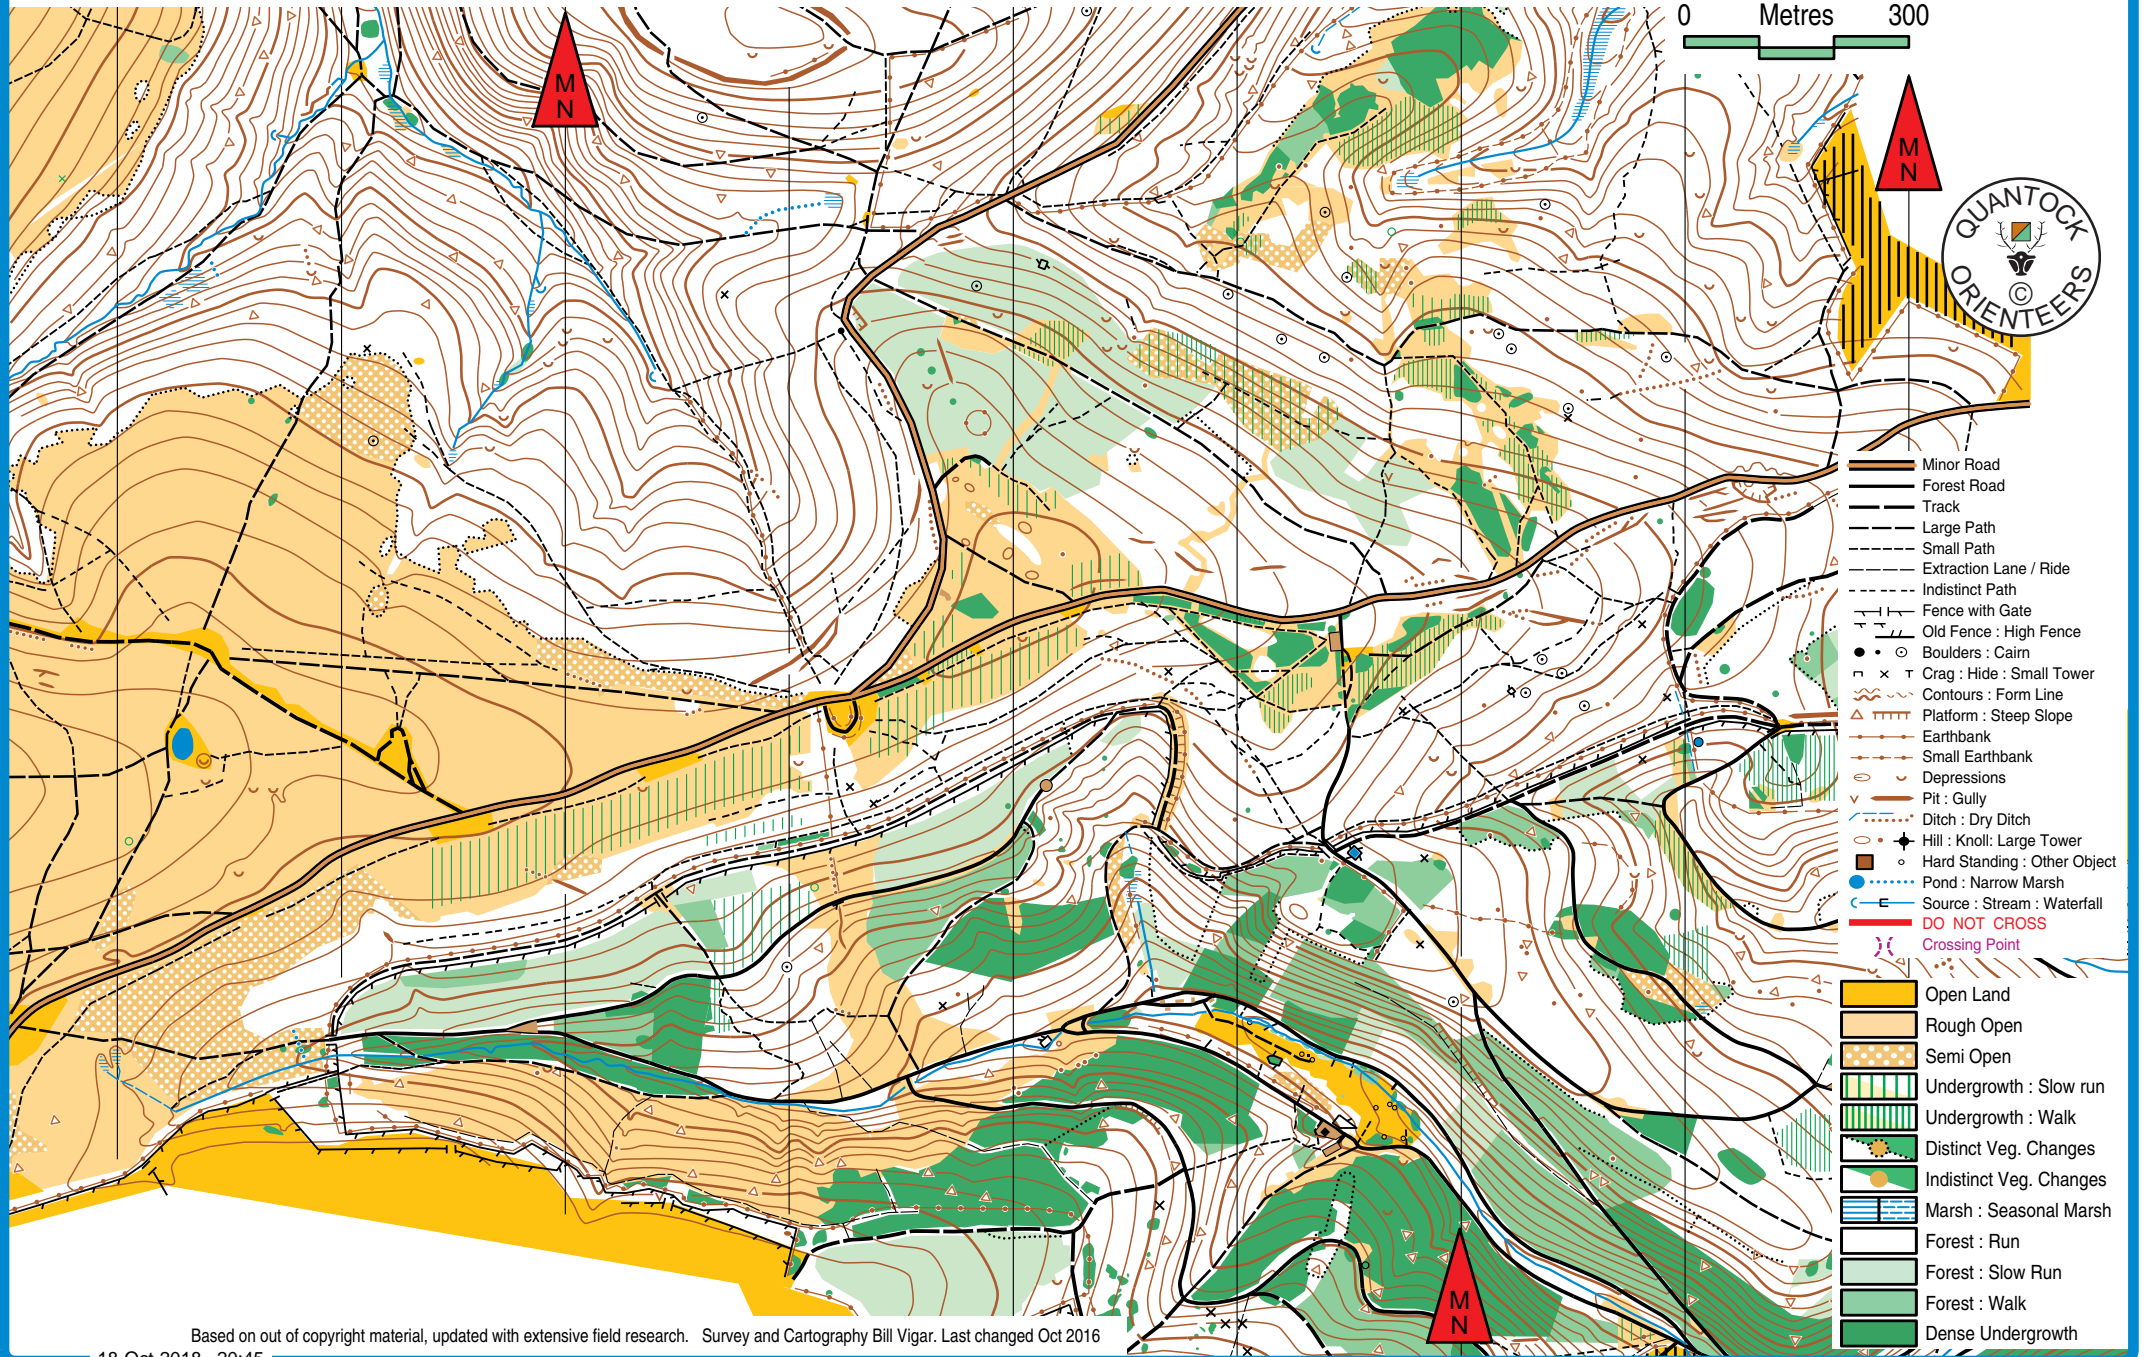 0 Metres 300
M
N
M
N
QUANTOCK
ORIENTEERS
©
Minor Road
Forest Road
Track
Large Path
Small Path
Extraction Lane / Ride
Indistinct Path
Fence with Gate
Old Fence : High Fence
Boulders : Cairn
Crag : Hide : Small Tower
Contours : Form Line
Platform : Steep Slope
Earthbank
Small Earthbank
Depressions
Pit : Gully
Ditch : Dry Ditch
Hill : Knoll: Large Tower
Hard Standing : Other Object
Pond : Narrow Marsh
Source : Stream : Waterfall
DO NOT CROSS
Crossing Point
Open Land
Rough Open
Semi Open
Undergrowth : Slow run
Undergrowth : Walk
Distinct Veg. Changes
Indistinct Veg. Changes
Marsh : Seasonal Marsh
Forest : Run
Forest : Slow Run
Forest : Walk
Dense Undergrowth
M
N
Based on out of copyright material, updated with extensive field research. Survey and Cartography Bill Vigar. Last changed Oct 2016
18-Oct-2018 20:45